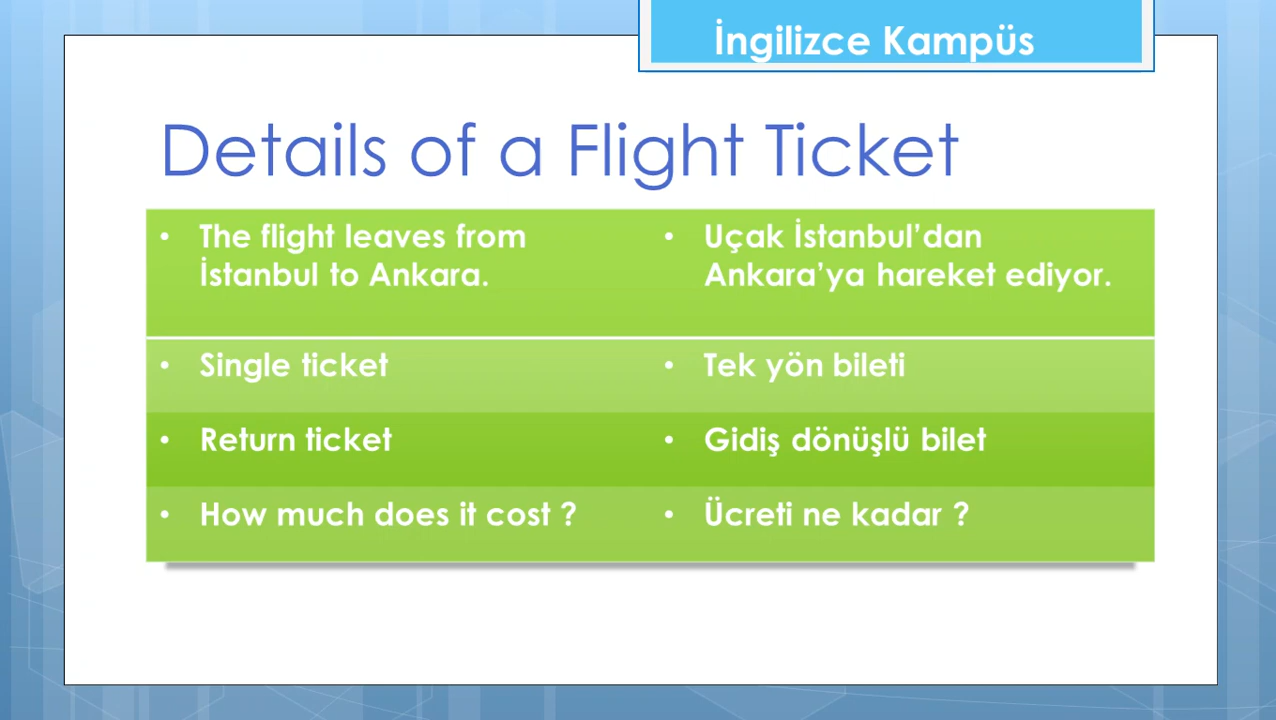 İngilizce Kampüs
Details of a Flight Ticket
• The flight leaves from
İstanbul to Ankara.
• Uçak İstanbul’dan
Ankara’ya hareket ediyor.
• Single ticket
• Tek yön bileti
• Return ticket
• Gidiş dönüşlü bilet
• How much does it cost ?
• Ücreti ne kadar ?